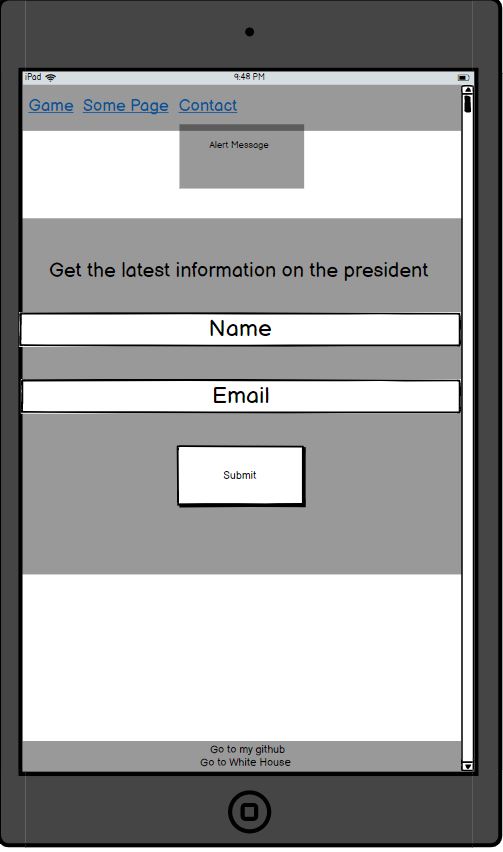 iPad 9:48 PM
Game Some Page Contact
Alert Message
Get the latest information on the president
Name
Email
Submit
Go to my github
Go to White House